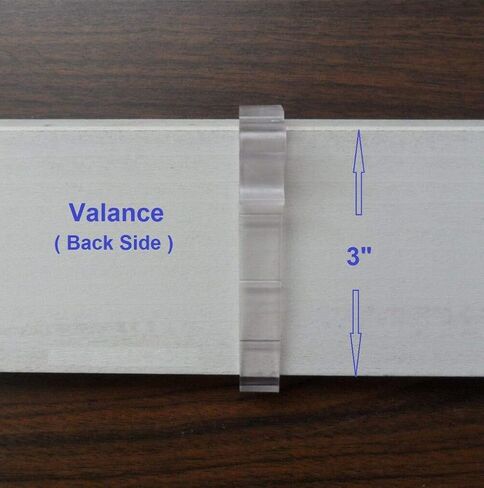 Valance
( Back Side )
3"